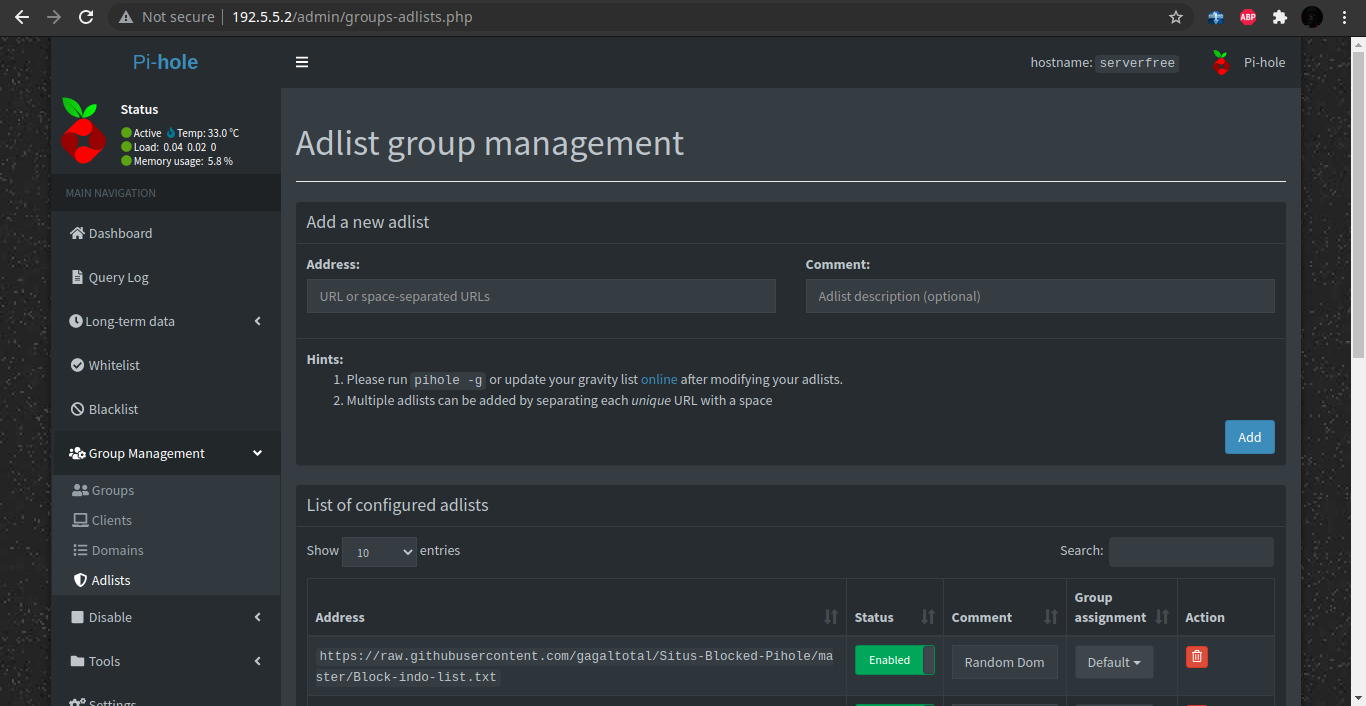 Not secure | 192.5.5.2/admin/groups-adlists.php
ABP
Pi-hole
hostname: serverfree
Pi-hole
Status
Active Temp: 33.0 °C
Load: 0.04 0.02 0
Memory usage: 5.8 %
MAIN NAVIGATION
Dashboard
Query Log
Long-term data
Whitelist
Blacklist
Group Management
Groups
Clients
Domains
Adlists
Disable
Tools
Settings
Adlist group management
Add a new adlist
Address: Comment:
URL or space-separated URLs Adlist description (optional)
Hints:
1. Please run pihole -g or update your gravity list online after modifying your adlists.
2. Multiple adlists can be added by separating each unique URL with a space
Add
List of configured adlists
Show 10 entries Search:
Address Status Comment Group assignment Action
https://raw.githubusercontent.com/gagaltotal/Situs-Blocked-Pihole/ma
ster/Block-indo-list.txt
Enabled Random Dom Default